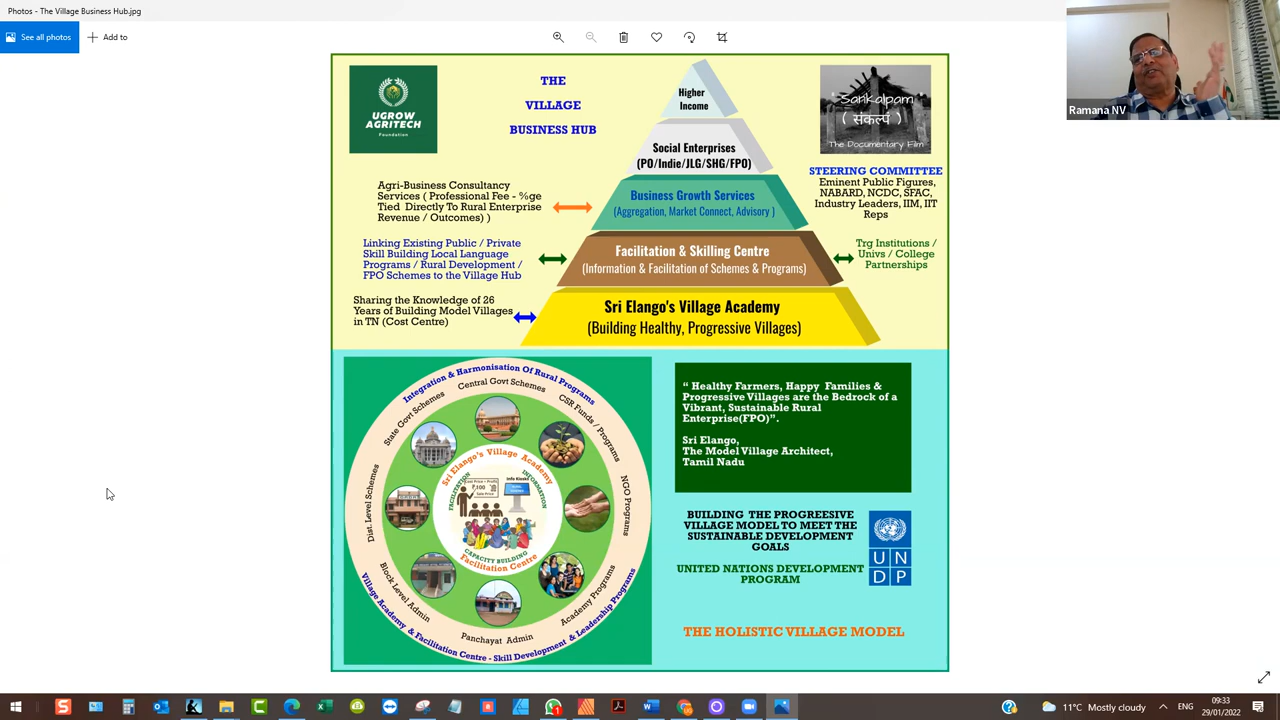 Photos - The Village Business Hub.jpg
See all photos
Add to
Ramana NV
UGROW
AGRITECH
Foundation
THE
VILLAGE
BUSINESS HUB
Higher
Income
Social Enterprises
(PO/Indie/JLG/SHG/FPO)
Business Growth Services
(Aggregation, Market Connect, Advisory )
Facilitation & Skilling Centre
(Information & Facilitation of Schemes & Programs)
Sri Elango's Village Academy
(Building Healthy, Progressive Villages)
" Sankalpam "
( संकल्पं )
The Documentary Film
STEERING COMMITTEE
Eminent Public Figures,
NABARD, NCDC, SFAC,
Industry Leaders, IIM, IIT
Reps
Agri-Business Consultancy
Services ( Professional Fee - %ge
Tied Directly To Rural Enterprise
Revenue / Outcomes) )
Linking Existing Public / Private
Skill Building Local Language
Programs / Rural Development /
FPO Schemes to the Village Hub
Trg Institutions /
Univs / College
Partnerships
Sharing the Knowledge of 26
Years of Building Model Villages
in TN (Cost Centre)
Integration & Harmonisation Of Rural Programs
Central Govt Schemes
CSR Funds / Programs
NGO Programs
Academy Programs
Panchayat Admin
Block Level Admin
Dist. Level Schemes
State Govt Schemes
Village Academy & Facilitation Centre - Skill Development & Leadership Programs
Sri Elango's Village Academy
FACILITATION
INFORMATION
Cost Price + Profit
₹100
Sale Price
Info Kiosks
CAPACITY BUILDING
Facilitation Centre
“ Healthy Farmers, Happy Families &
Progressive Villages are the Bedrock of a
Vibrant, Sustainable Rural
Enterprise(FPO)”.
Sri Elango,
The Model Village Architect,
Tamil Nadu
BUILDING THE PROGREESIVE
VILLAGE MODEL TO MEET THE
SUSTAINABLE DEVELOPMENT
GOALS
UNITED NATIONS DEVELOPMENT
PROGRAM
U N
D P
THE HOLISTIC VILLAGE MODEL
11°C Mostly cloudy
ENG
09:33
29/01/2022